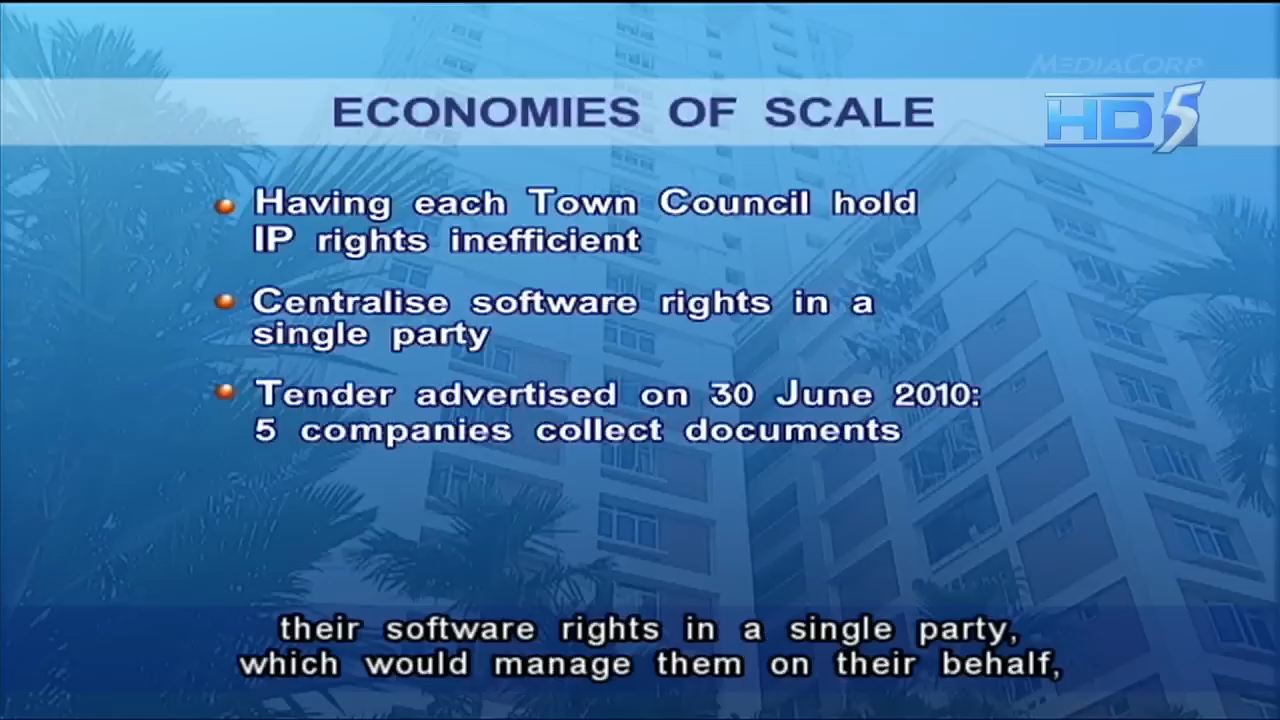 MEDIACORP
ECONOMIES OF SCALE
HD5
Having each Town Council hold
IP rights inefficient
Centralise software rights in a
single party
Tender advertised on 30 June 2010:
5 companies collect documents
their software rights in a single party,
which would manage them on their behalf,